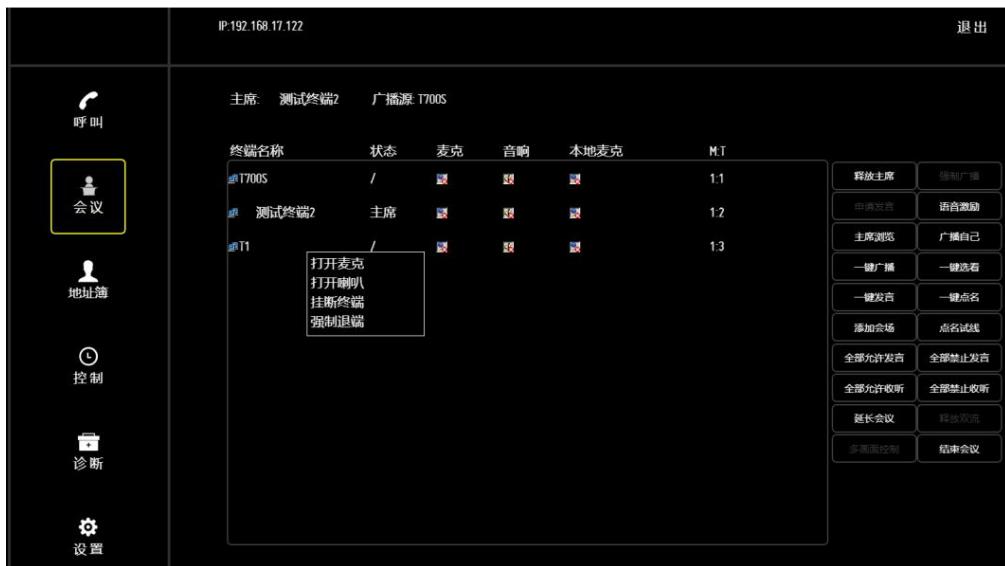 IP:192.168.17.122
退出
呼叫
会议
地址簿
控制
诊断
设置
主席: 测试终端2 广播源: T700S
终端名称 状态 麦克 音响 本地麦克 M:T
T700S / 1:1
测试终端2 主席 1:2
T1 / 1:3
打开麦克
打开喇叭
挂断终端
强制退端
释放主席 强制广播
申请发言 语音激励
主席浏览 广播自己
一键广播 一键选看
一键发言 一键点名
添加会场 点名试线
全部允许发言 全部禁止发言
全部允许收听 全部禁止收听
延长会议 释放双流
多画面控制 结束会议